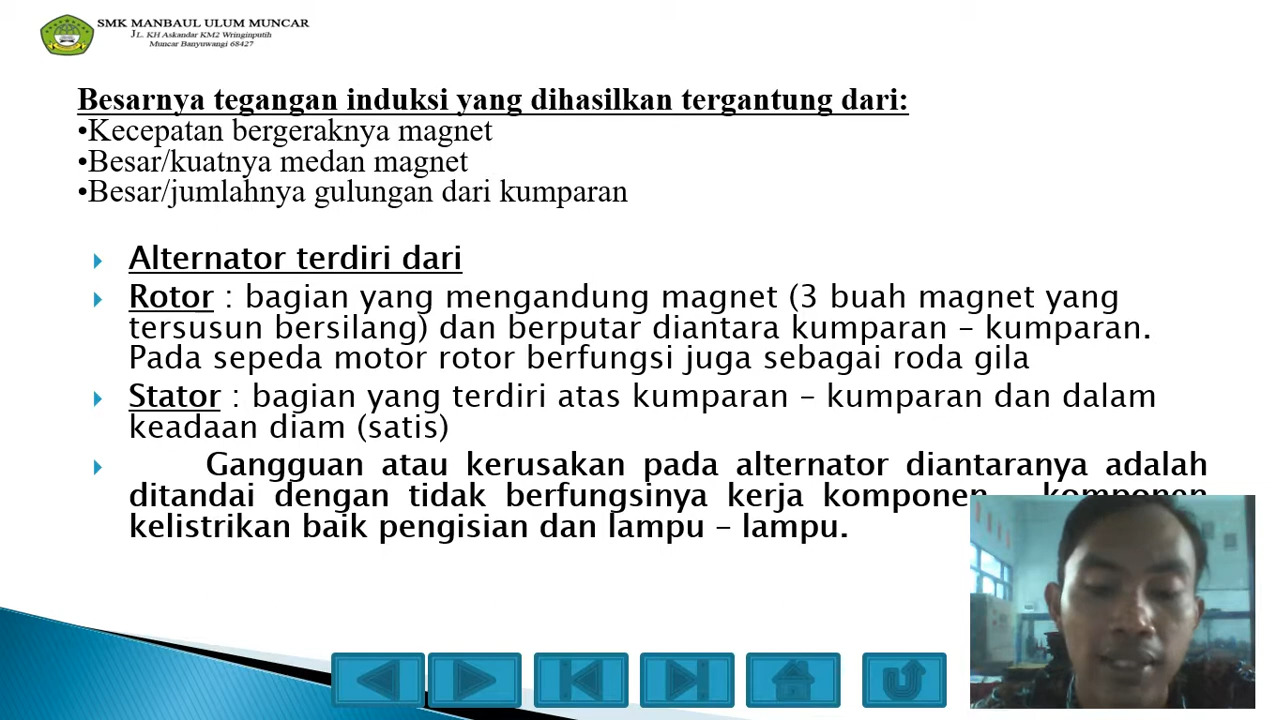 SMK MANBAUL ULUM MUNCAR
JL. KH Askandar KM2 Wringinputih
Muncar Banyuwangi 68427
Besarnya tegangan induksi yang dihasilkan tergantung dari:
•Kecepatan bergeraknya magnet
•Besar/kuatnya medan magnet
•Besar/jumlahnya gulungan dari kumparan
Alternator terdiri dari
Rotor : bagian yang mengandung magnet (3 buah magnet yang
tersusun bersilang) dan berputar diantara kumparan – kumparan.
Pada sepeda motor rotor berfungsi juga sebagai roda gila
Stator : bagian yang terdiri atas kumparan – kumparan dan dalam
keadaan diam (satis)
Gangguan atau kerusakan pada alternator diantaranya adalah
ditandai dengan tidak berfungsinya kerja komponen – komponen
kelistrikan baik pengisian dan lampu – lampu.